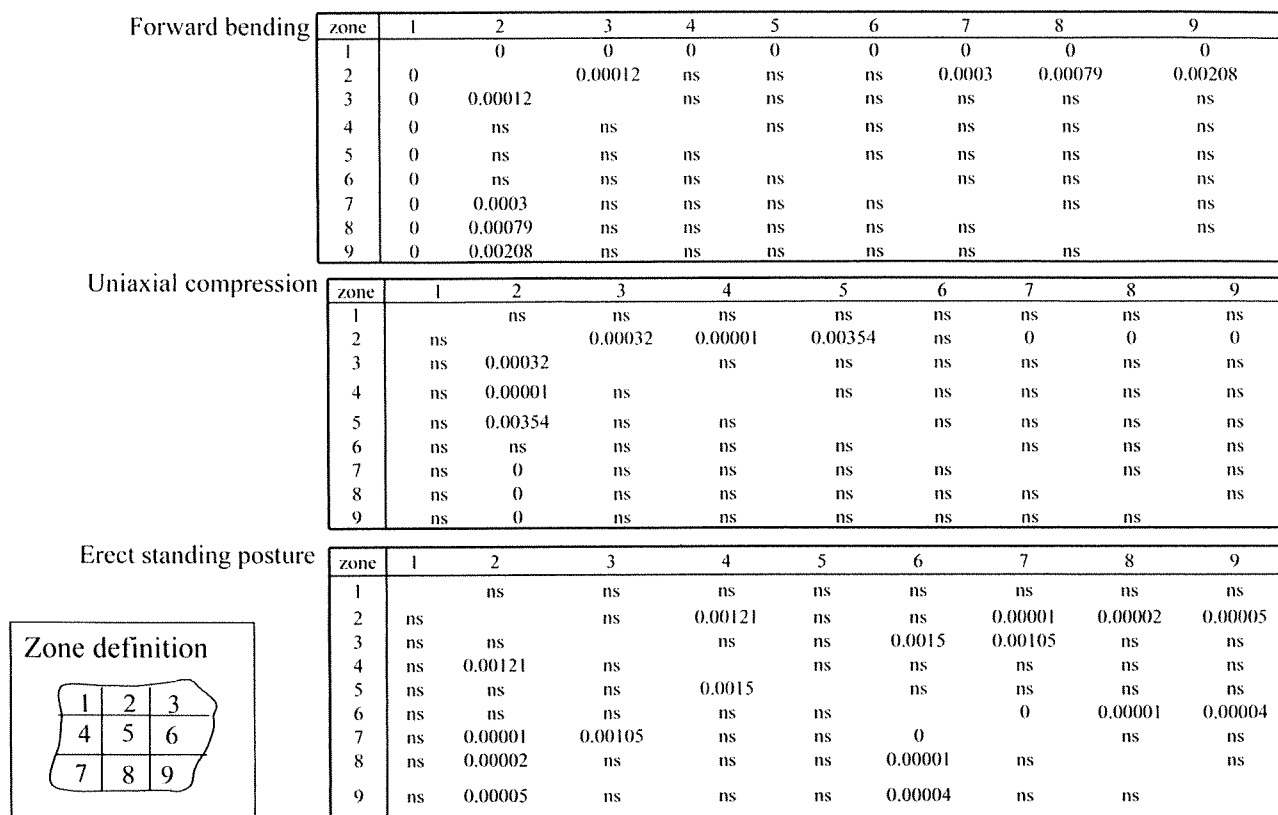 Forward bending
zone 1 2 3 4 5 6 7 8 9
1 0 0 0 0 0 0 0 0
2 0 0.00012 ns ns ns 0.0003 0.00079 0.00208
3 0 0.00012 ns ns ns ns ns ns
4 0 ns ns ns ns ns ns ns
5 0 ns ns ns ns ns ns ns
6 0 ns ns ns ns ns ns ns
7 0 0.0003 ns ns ns ns ns ns
8 0 0.00079 ns ns ns ns ns ns
9 0 0.00208 ns ns ns ns ns ns
Uniaxial compression
zone 1 2 3 4 5 6 7 8 9
1 ns ns ns ns ns ns ns ns
2 ns 0.00032 0.00001 0.00354 ns 0 0 0
3 ns 0.00032 ns ns ns ns ns ns
4 ns 0.00001 ns ns ns ns ns ns
5 ns 0.00354 ns ns ns ns ns ns
6 ns ns ns ns ns ns ns ns
7 ns 0 ns ns ns ns ns ns
8 ns 0 ns ns ns ns ns ns
9 ns 0 ns ns ns ns ns ns
Erect standing posture
zone 1 2 3 4 5 6 7 8 9
1 ns ns ns ns ns ns ns ns
2 ns ns 0.00121 ns ns 0.00001 0.00002 0.00005
3 ns ns ns ns 0.0015 0.00105 ns ns
4 ns 0.00121 ns ns ns ns ns ns
5 ns ns ns 0.0015 ns ns ns ns
6 ns ns ns ns ns 0 0.00001 0.00004
7 ns 0.00001 0.00105 ns ns 0 ns ns
8 ns 0.00002 ns ns ns 0.00001 ns ns
9 ns 0.00005 ns ns ns 0.00004 ns ns
Zone definition
1 2 3
4 5 6
7 8 9